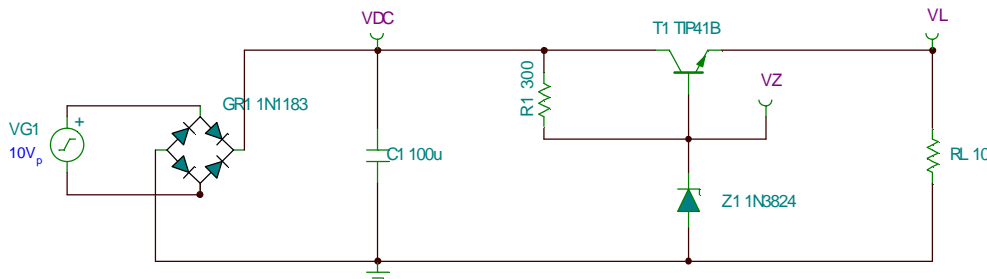 VDC
T1 TIP41B
VL
R1 300
VZ
GR1 1N1183
+
VG1
10Vp
C1 100u
RL 10
Z1 1N3824